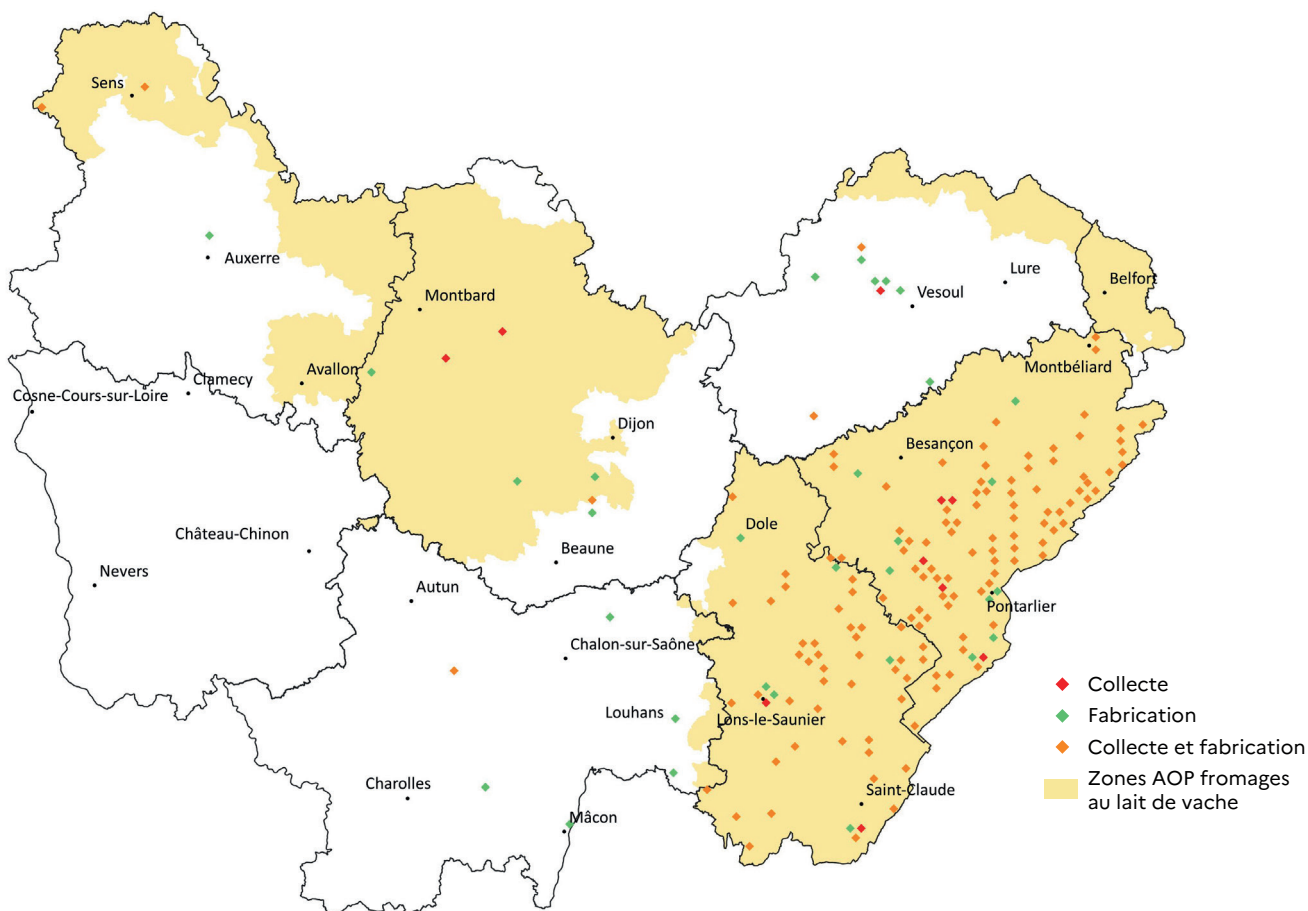 Sens
Auxerre
Montbard
Lure
Vesoul
Belfort
Montbéliard
Avallon
Clamecy
Cosne-Cours-sur-Loire
Dijon
Besançon
Château-Chinon
Dole
Beaune
Nevers
Autun
Pontarlier
Chalon-sur-Saône
Louhans
Lons-le-Saunier
Charolles
Saint-Claude
Mâcon
Collecte
Fabrication
Collecte et fabrication
Zones AOP fromages
au lait de vache